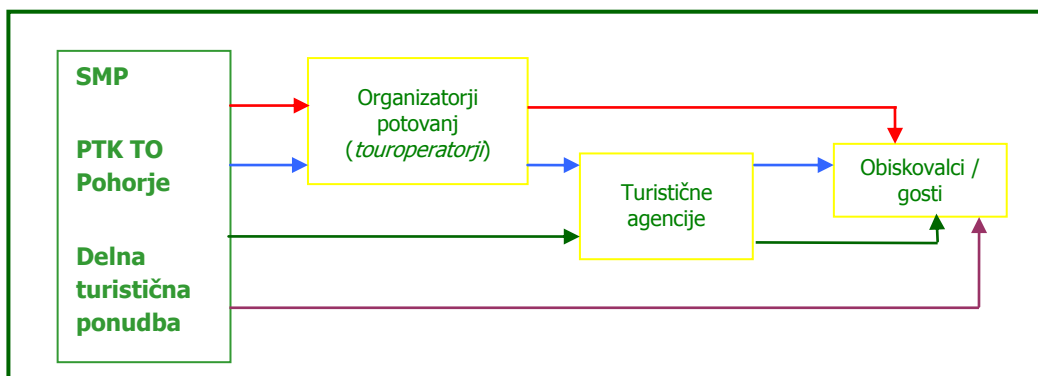 SMP
PTK TO
Pohorje
Delna
turistična
ponudba
Organizatorji
potovanj
(touroperatorji)
Turistične
agencije
Obiskovalci /
gosti